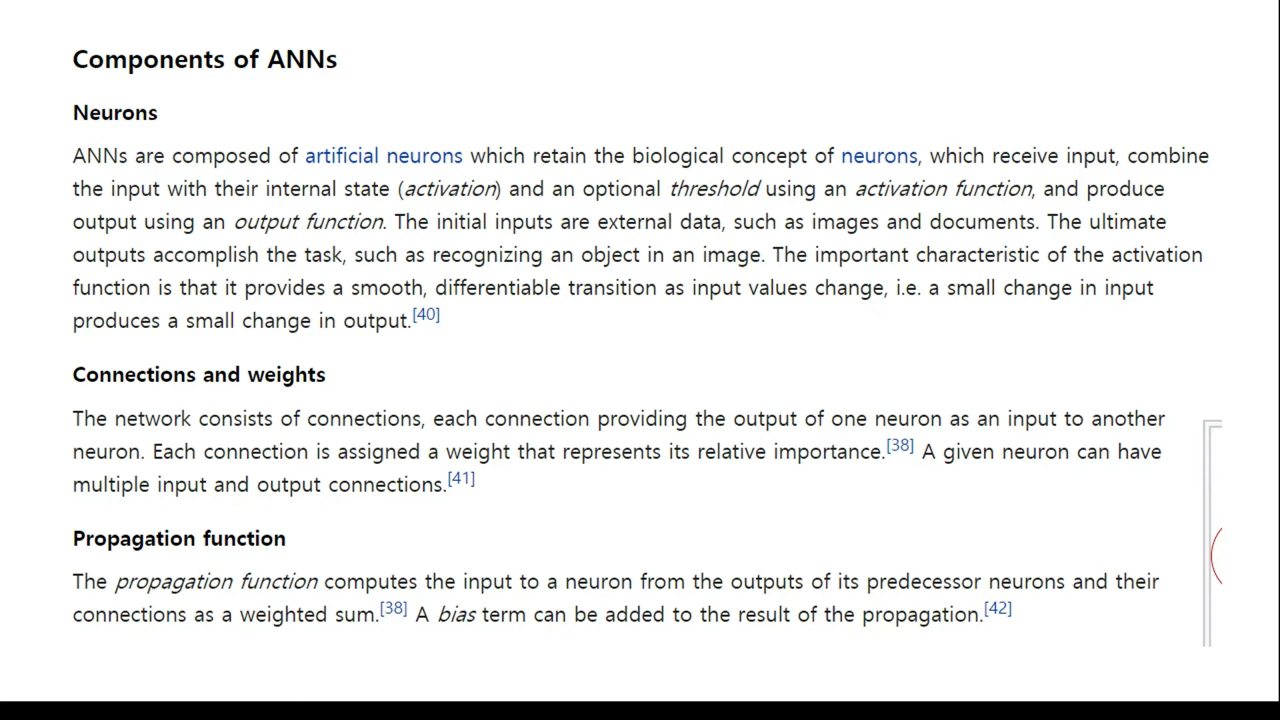 Components of ANNs
Neurons
ANNs are composed of artificial neurons which retain the biological concept of neurons, which receive input, combine
the input with their internal state (activation) and an optional threshold using an activation function, and produce
output using an output function. The initial inputs are external data, such as images and documents. The ultimate
outputs accomplish the task, such as recognizing an object in an image. The important characteristic of the activation
function is that it provides a smooth, differentiable transition as input values change, i.e. a small change in input
produces a small change in output.[40]
Connections and weights
The network consists of connections, each connection providing the output of one neuron as an input to another
neuron. Each connection is assigned a weight that represents its relative importance.[38] A given neuron can have
multiple input and output connections.[41]
Propagation function
The propagation function computes the input to a neuron from the outputs of its predecessor neurons and their
connections as a weighted sum.[38] A bias term can be added to the result of the propagation.[42]